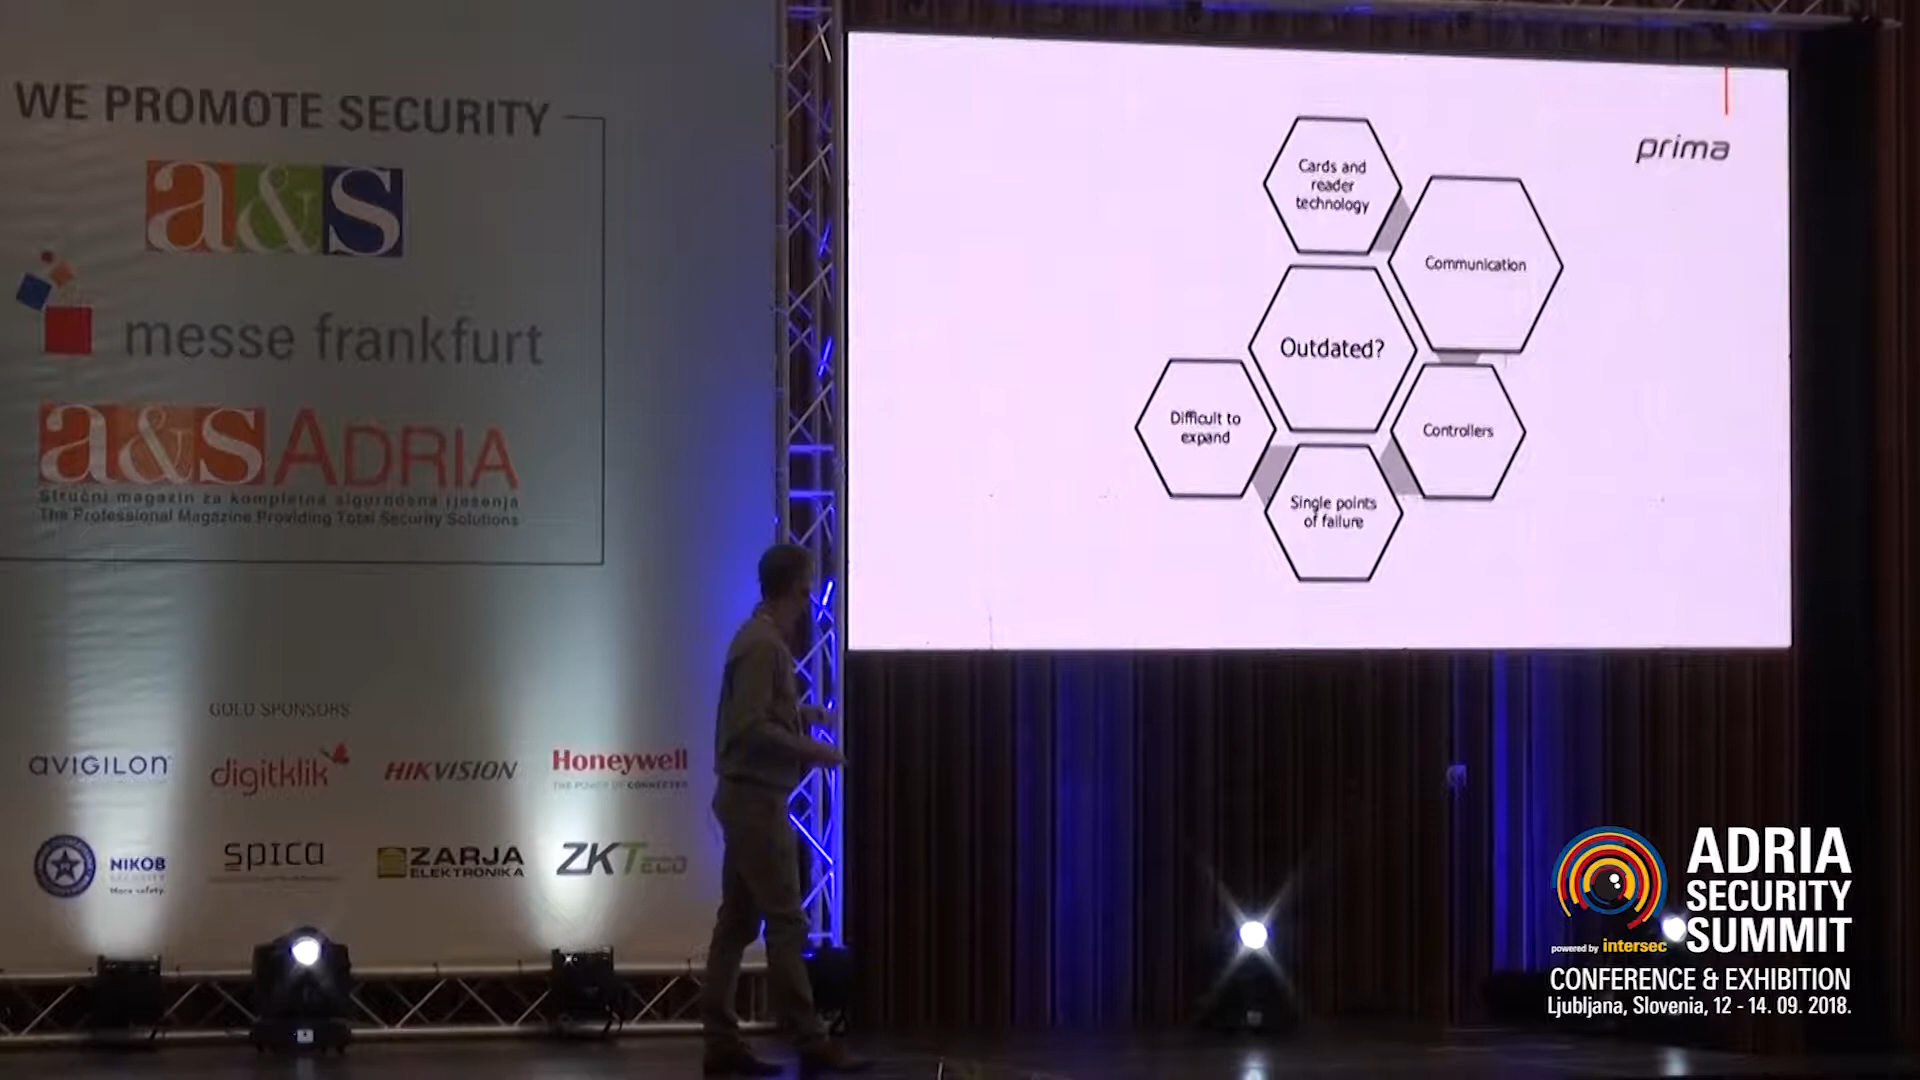 WE PROMOTE SECURITY
a&s
messe frankfurt
a&s ADRIA
Stručni magazin za kompletna sigurnosna rješenja
The Professional Magazine Providing Total Security Solutions
GOLD SPONSORS
AVIGILON
digitklik
HIKVISION
Honeywell
THE POWER OF CONNECTED
NIKOB
SECURITY
More safety.
spica
ZARJA
ELEKTRONIKA
ZKTeco
prima
Cards and
reader
technology
Communication
Outdated?
Difficult to
expand
Controllers
Single points
of failure
ADRIA
SECURITY
SUMMIT
powered by intersec
CONFERENCE & EXHIBITION
Ljubljana, Slovenia, 12 - 14. 09. 2018.